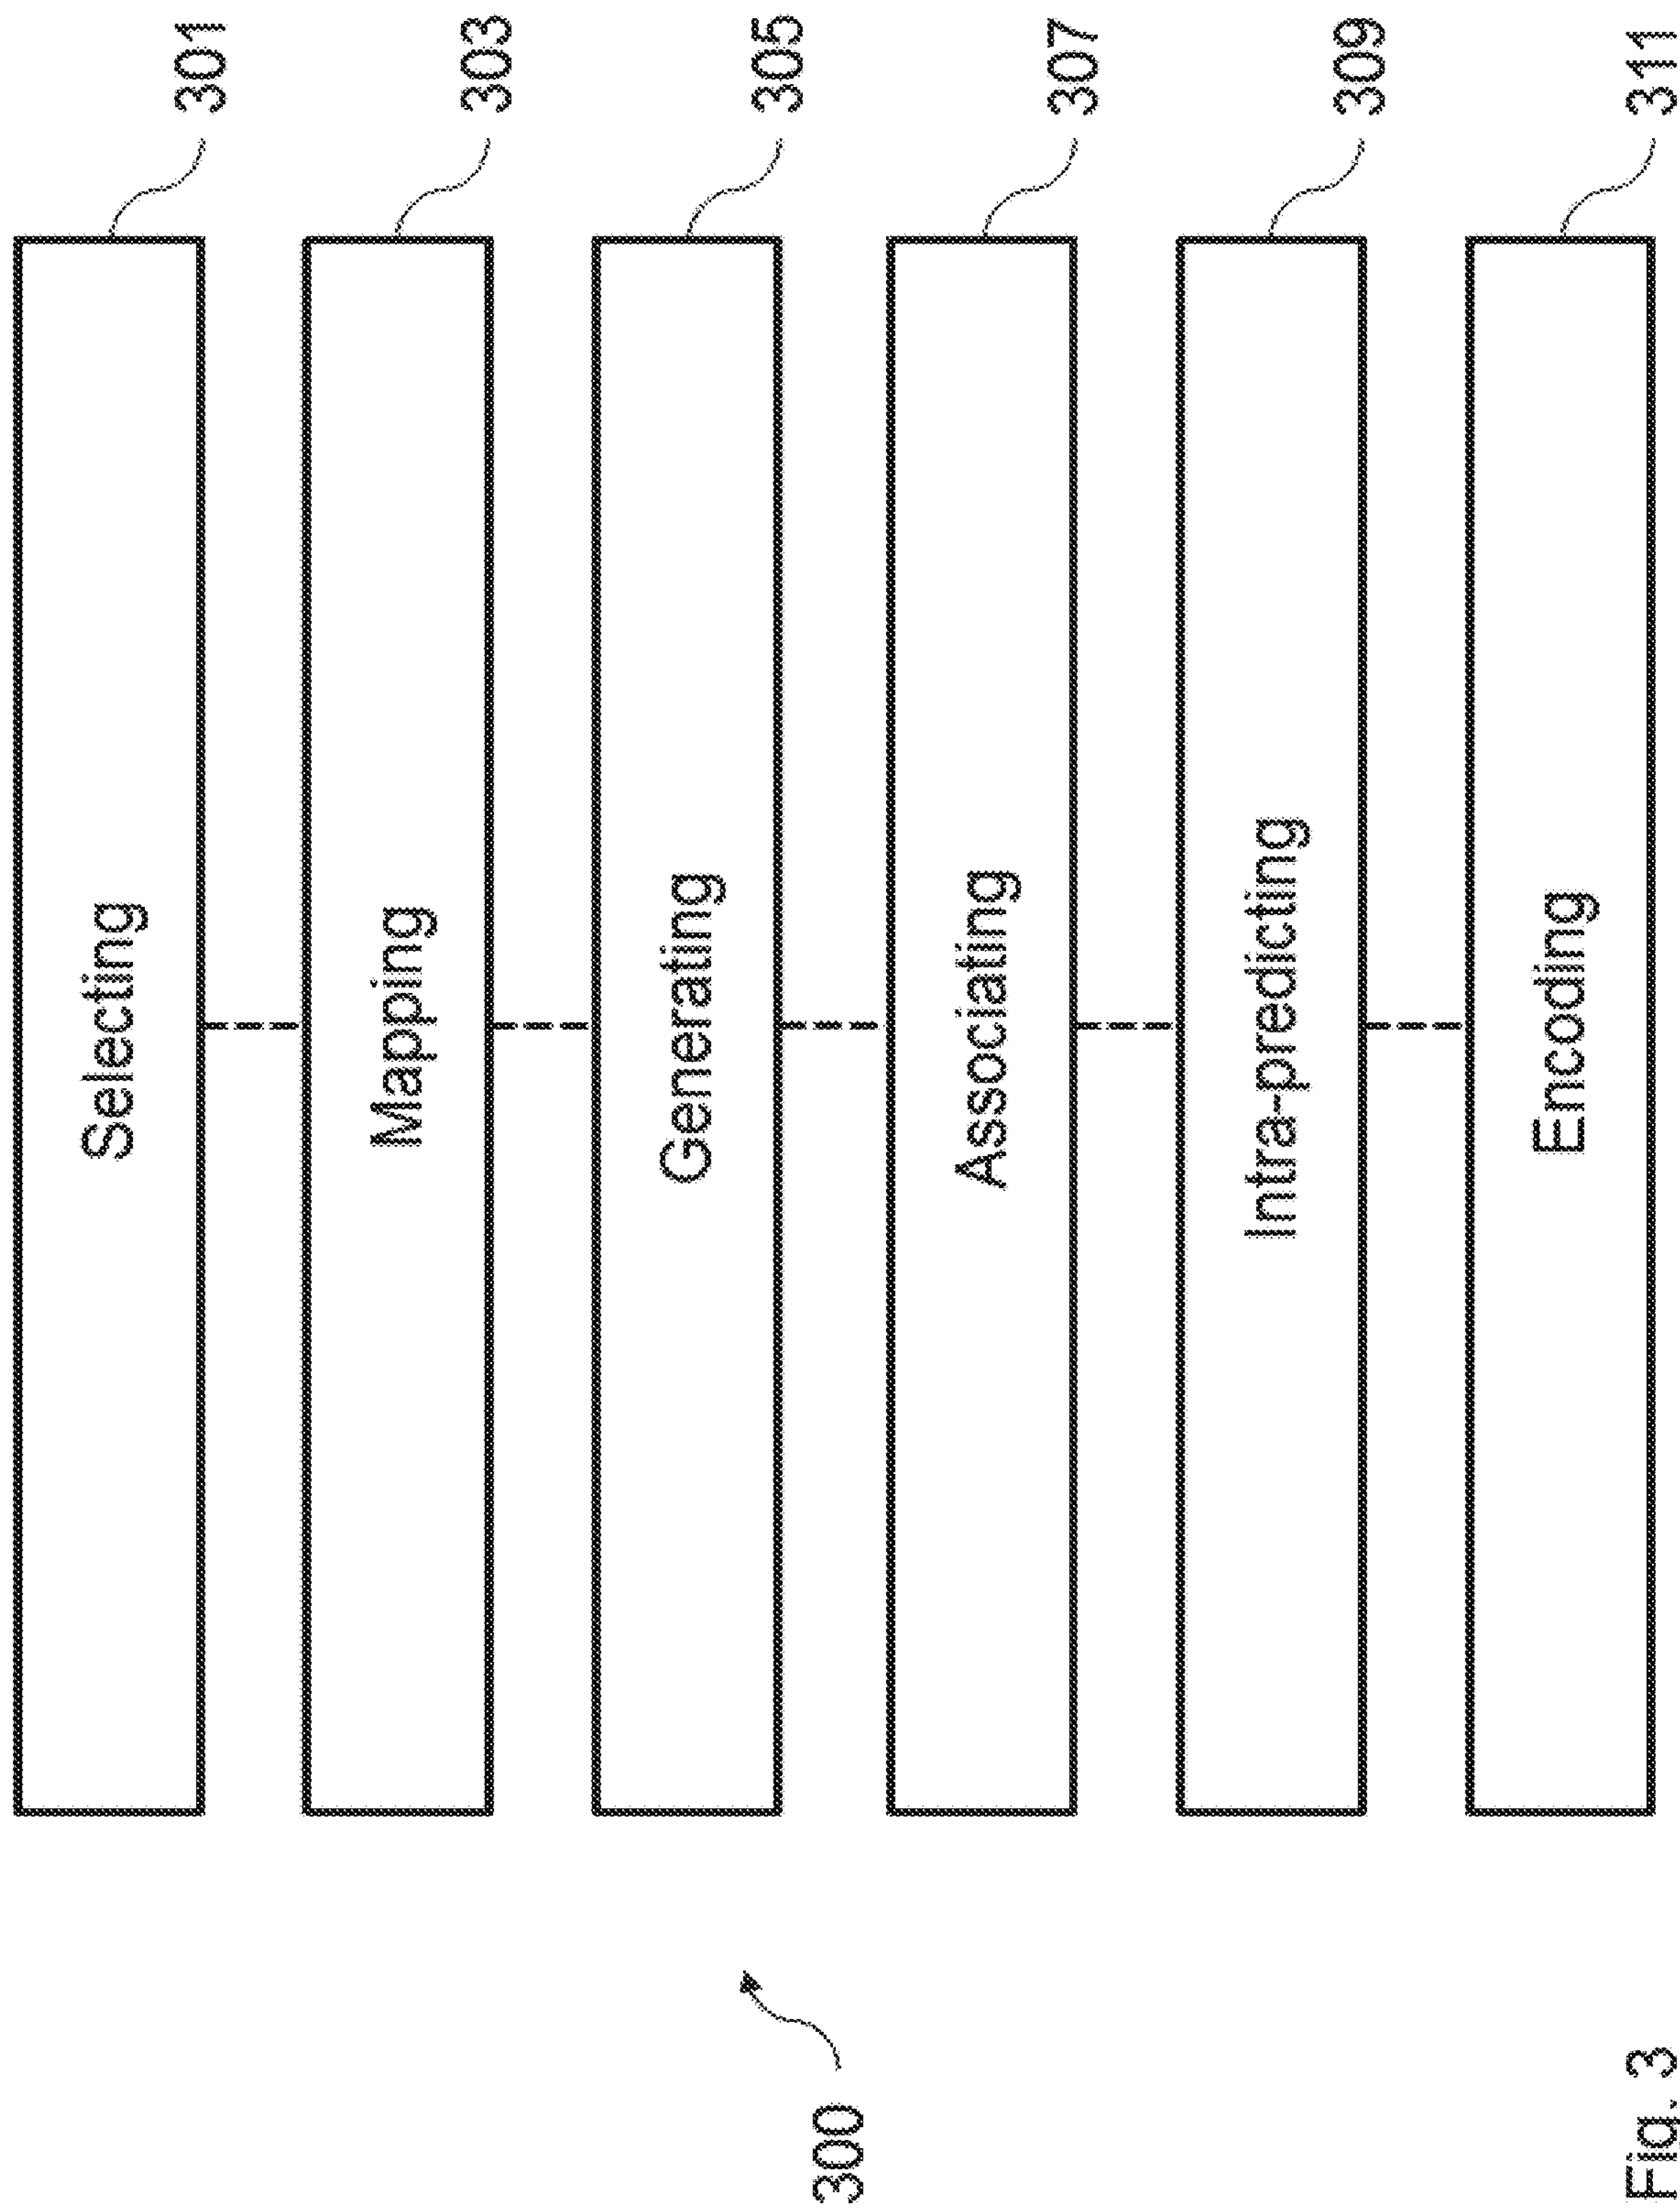 Selecting
301
Mapping
303
Generating
305
Associating
307
Intra-predicting
309
Encoding
311
300
Fig. 3